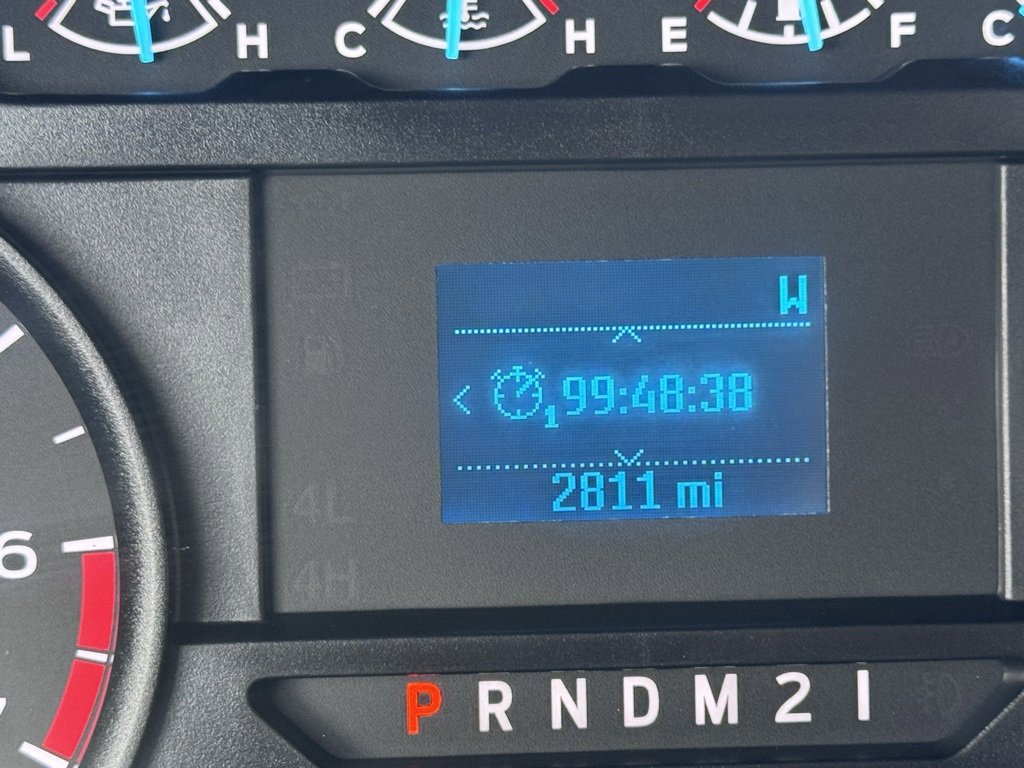 L H C H E F C
W
1 99:48:38
2811 mi
4L
6
4H
P R N D M 2 1